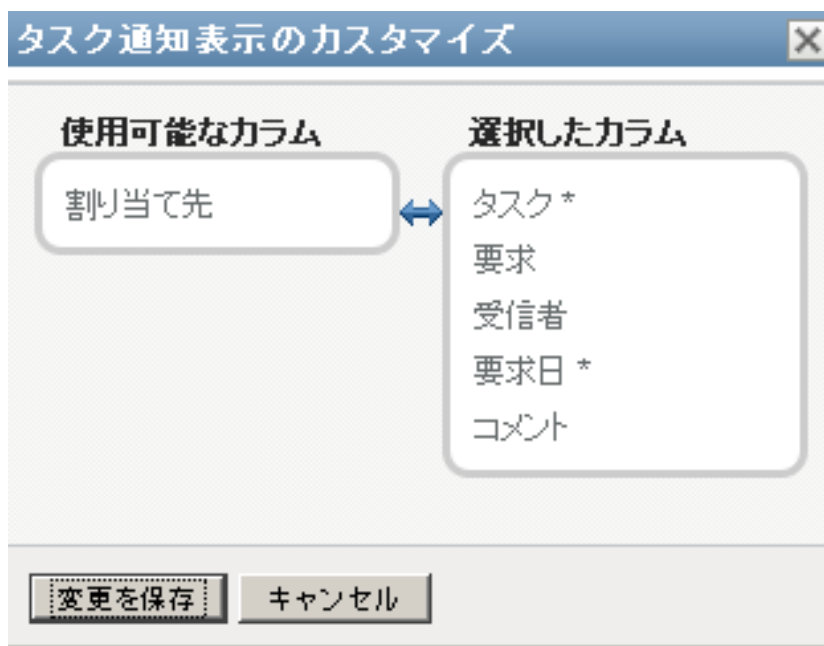 タスク通知表示のカスタマイズ
使用可能なカラム
割り当て先
選択したカラム
タスク *
要求
受信者
要求日 *
コメント
変更を保存
キャンセル